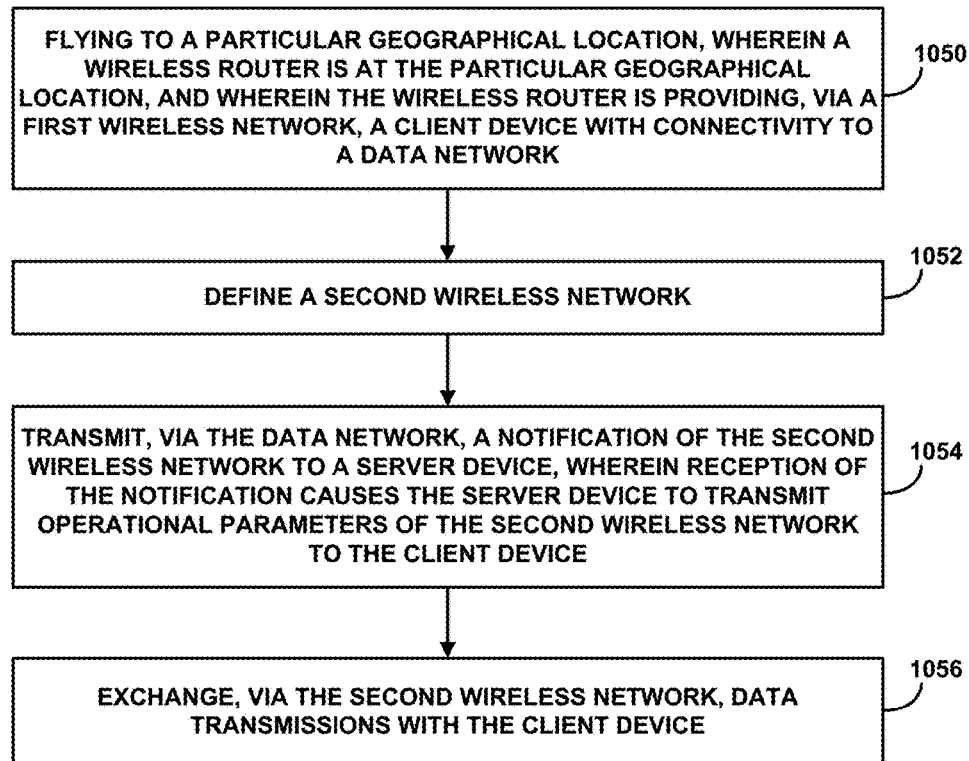 FLYING TO A PARTICULAR GEOGRAPHICAL LOCATION, WHEREIN A
WIRELESS ROUTER IS AT THE PARTICULAR GEOGRAPHICAL
LOCATION, AND WHEREIN THE WIRELESS ROUTER IS PROVIDING, VIA A
FIRST WIRELESS NETWORK, A CLIENT DEVICE WITH CONNECTIVITY TO
A DATA NETWORK
1050
DEFINE A SECOND WIRELESS NETWORK
1052
TRANSMIT, VIA THE DATA NETWORK, A NOTIFICATION OF THE SECOND
WIRELESS NETWORK TO A SERVER DEVICE, WHEREIN RECEPTION OF
THE NOTIFICATION CAUSES THE SERVER DEVICE TO TRANSMIT
OPERATIONAL PARAMETERS OF THE SECOND WIRELESS NETWORK
TO THE CLIENT DEVICE
1054
EXCHANGE, VIA THE SECOND WIRELESS NETWORK, DATA
TRANSMISSIONS WITH THE CLIENT DEVICE
1056